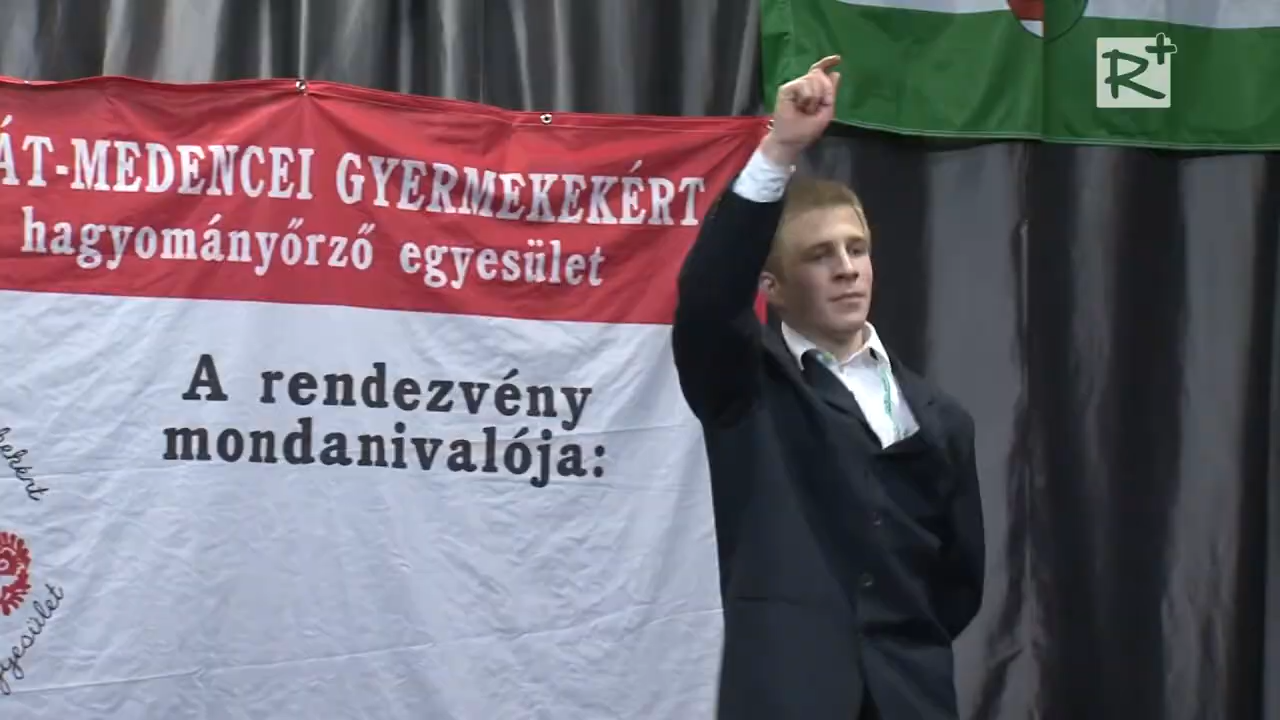 ÁT-MEDENCEI GYERMEKEKÉRT
hagyományőrző egyesület
A rendezvény
mondanivalója:
R+